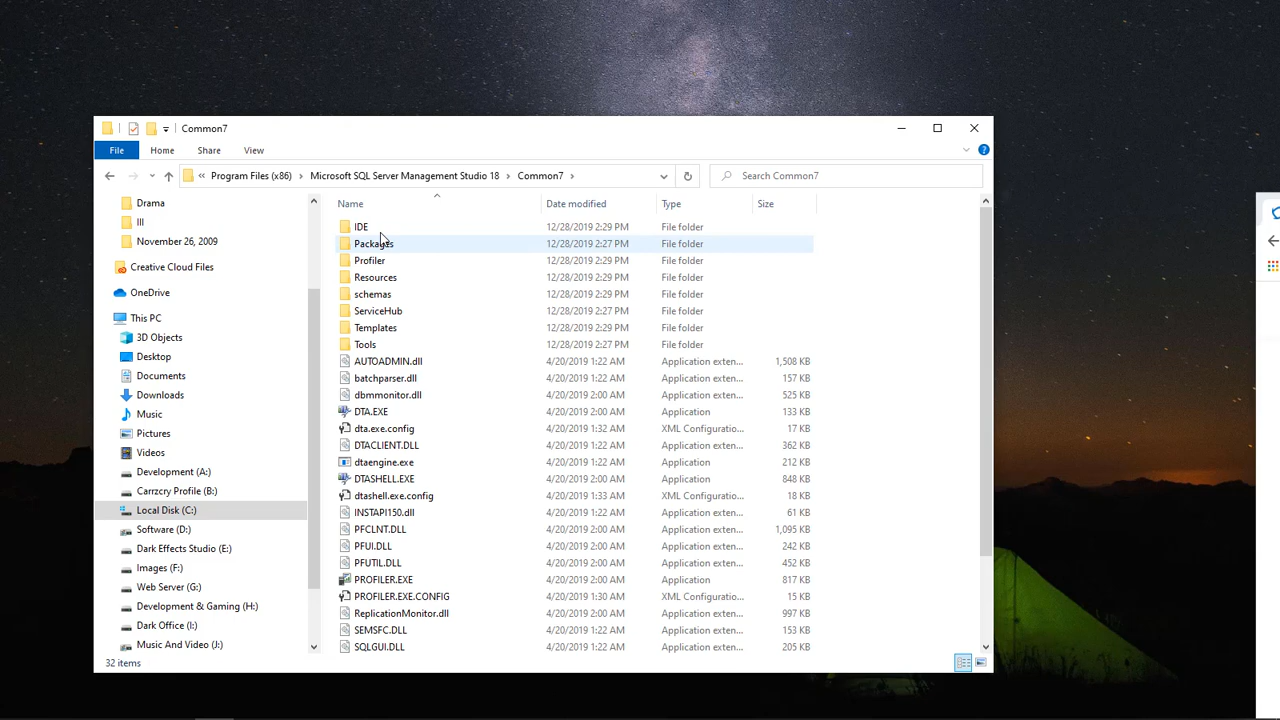 Common7
File Home Share View
« Program Files (x86) > Microsoft SQL Server Management Studio 18 > Common7 > Search Common7
Drama
III
November 26, 2009
Creative Cloud Files
OneDrive
This PC
3D Objects
Desktop
Documents
Downloads
Music
Pictures
Videos
Development (A:)
Carrzcry Profile (B:)
Local Disk (C:)
Software (D:)
Dark Effects Studio (E:)
Images (F:)
Web Server (G:)
Development & Gaming (H:)
Dark Office (I:)
Music And Video (J:)
Name Date modified Type Size
IDE 12/28/2019 2:29 PM File folder
Packages 12/28/2019 2:27 PM File folder
Profiler 12/28/2019 2:29 PM File folder
Resources 12/28/2019 2:29 PM File folder
schemas 12/28/2019 2:29 PM File folder
ServiceHub 12/28/2019 2:27 PM File folder
Templates 12/28/2019 2:29 PM File folder
Tools 12/28/2019 2:27 PM File folder
AUTOADMIN.dll 4/20/2019 1:22 AM Application exten... 1,508 KB
batchparser.dll 4/20/2019 1:22 AM Application exten... 157 KB
dbmmonitor.dll 4/20/2019 2:00 AM Application exten... 525 KB
DTA.EXE 4/20/2019 2:00 AM Application 133 KB
dta.exe.config 4/20/2019 1:32 AM XML Configuratio... 17 KB
DTACLIENT.DLL 4/20/2019 1:22 AM Application exten... 362 KB
dtaengine.exe 4/20/2019 1:22 AM Application 212 KB
DTASHELL.EXE 4/20/2019 2:00 AM Application 848 KB
dtashell.exe.config 4/20/2019 1:33 AM XML Configuratio... 18 KB
INSTAPI150.dll 4/20/2019 1:22 AM Application exten... 61 KB
PFCLNT.DLL 4/20/2019 2:00 AM Application exten... 1,095 KB
PFUI.DLL 4/20/2019 2:00 AM Application exten... 242 KB
PFUTIL.DLL 4/20/2019 2:00 AM Application exten... 452 KB
PROFILER.EXE 4/20/2019 2:00 AM Application 817 KB
PROFILER.EXE.CONFIG 4/20/2019 1:30 AM XML Configuratio... 15 KB
ReplicationMonitor.dll 4/20/2019 2:00 AM Application exten... 997 KB
SEMSFC.DLL 4/20/2019 1:22 AM Application exten... 153 KB
SQLGUI.DLL 4/20/2019 1:22 AM Application exten... 205 KB
32 items